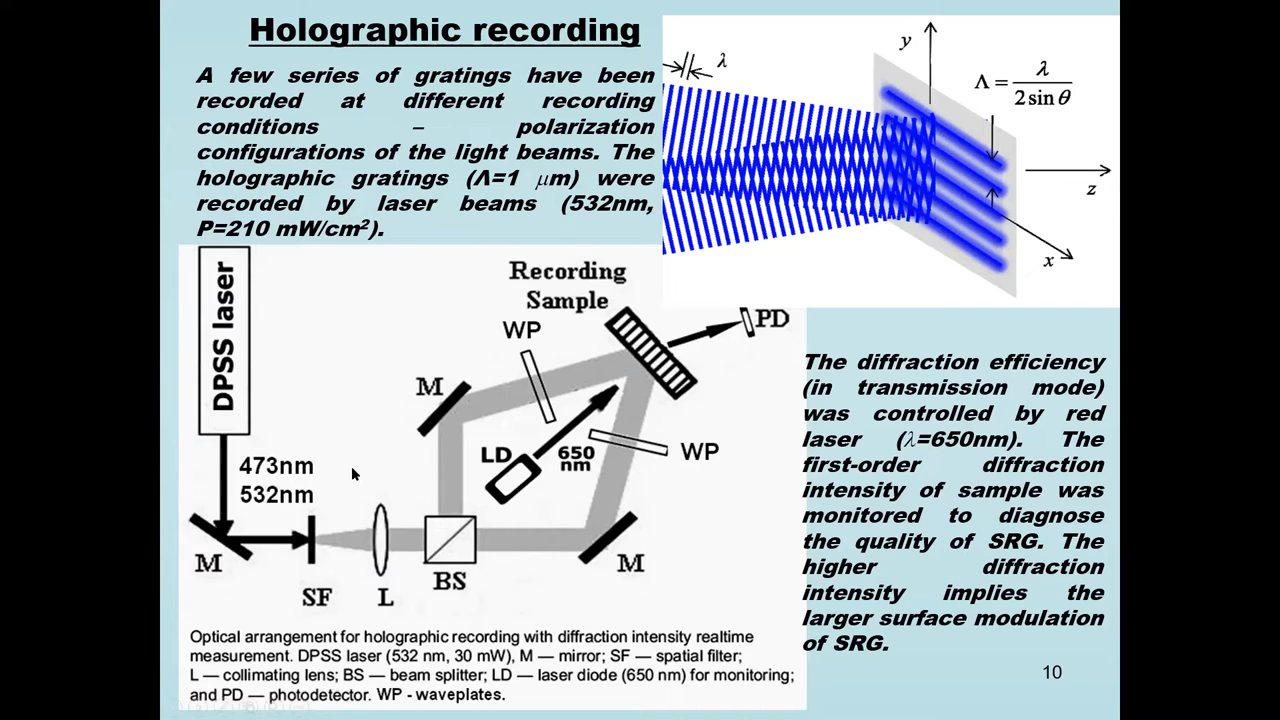 Holographic recording
A few series of gratings have been
recorded at different recording
conditions – polarization
configurations of the light beams. The
holographic gratings (Λ=1 μm) were
recorded by laser beams (532nm,
P=210 mW/cm²).
λ
y
Λ = λ / 2 sin θ
z
x
DPSS laser
473nm
532nm
M
SF
L
BS
M
M
WP
WP
LD
650
nm
Recording
Sample
PD
The diffraction efficiency
(in transmission mode)
was controlled by red
laser (λ=650nm). The
first-order diffraction
intensity of sample was
monitored to diagnose
the quality of SRG. The
higher diffraction
intensity implies the
larger surface modulation
of SRG.
Optical arrangement for holographic recording with diffraction intensity realtime
measurement. DPSS laser (532 nm, 30 mW), M — mirror; SF — spatial filter;
L — collimating lens; BS — beam splitter; LD — laser diode (650 nm) for monitoring;
and PD — photodetector. WP - waveplates.
10